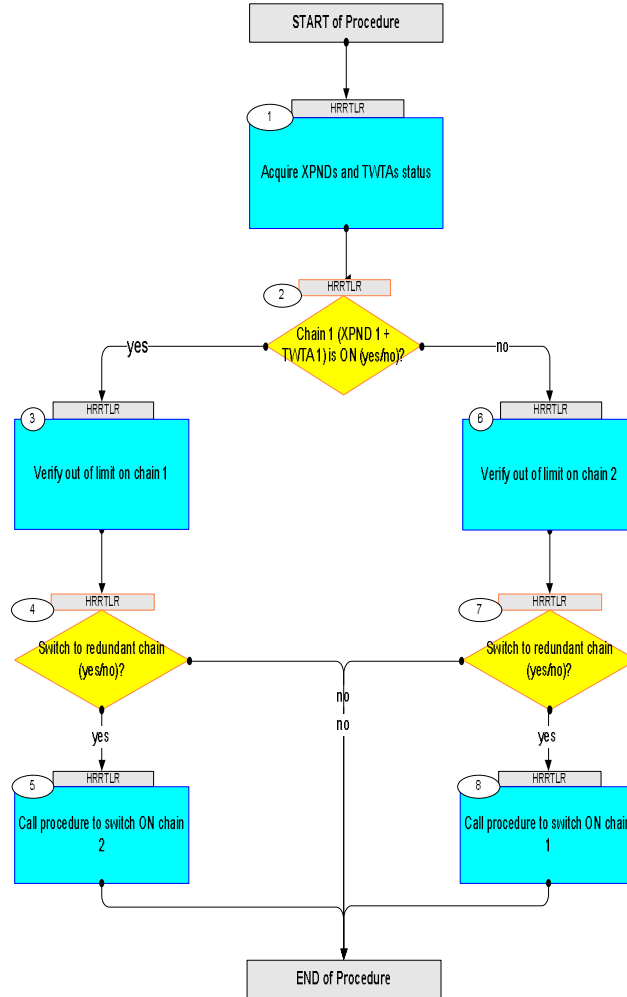 START of Procedure
HRRTLR
1
Acquire XPNDs and TWTAs status
HRRTLR
2
Chain 1 (XPND 1 +
TWTA 1) is ON (yes/no)?
yes
no
HRRTLR
3
Verify out of limit on chain 1
HRRTLR
6
Verify out of limit on chain 2
HRRTLR
4
Switch to redundant chain
(yes/no)?
HRRTLR
7
Switch to redundant chain
(yes/no)?
no
no
yes
yes
HRRTLR
5
Call procedure to switch ON chain
2
HRRTLR
8
Call procedure to switch ON chain
1
END of Procedure